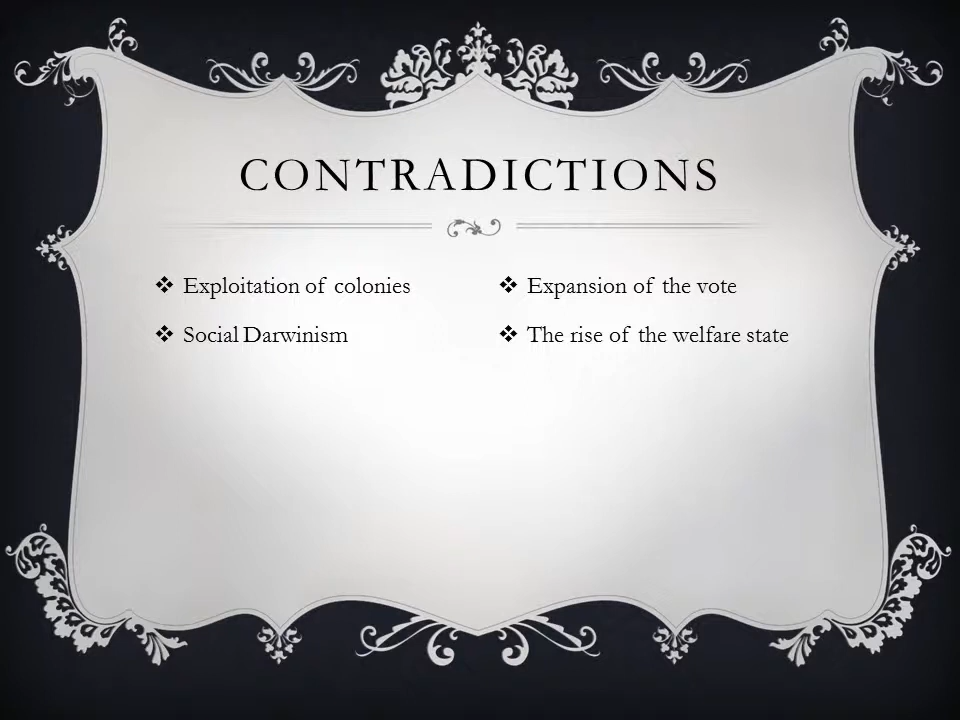 CONTRADICTIONS
❖ Exploitation of colonies
❖ Social Darwinism
❖ Expansion of the vote
❖ The rise of the welfare state